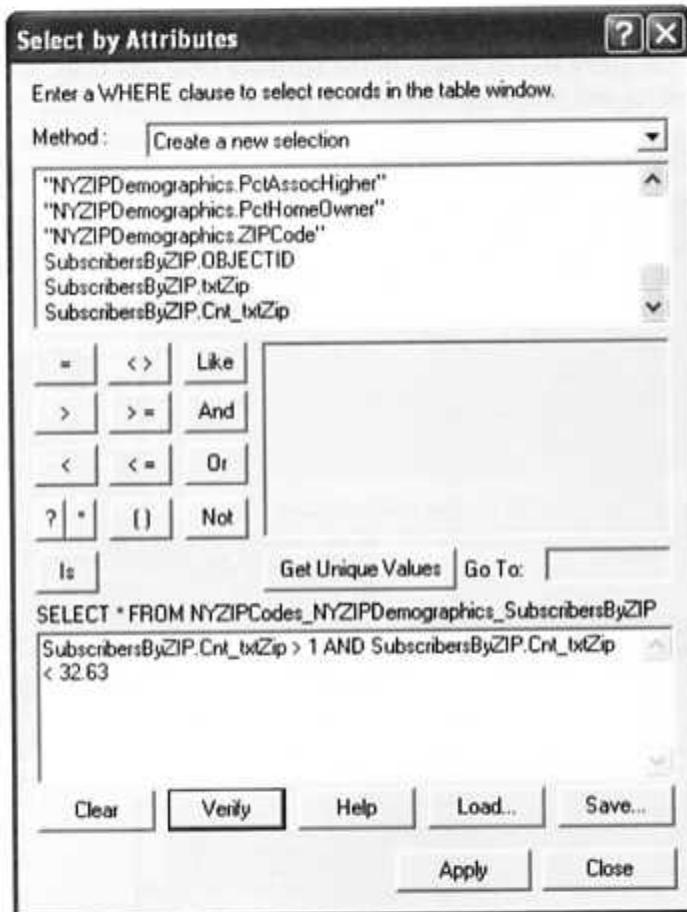 Select by Attributes
? X
Enter a WHERE clause to select records in the table window.
Method : Create a new selection
"NYZIPDemographics.PctAssocHigher"
"NYZIPDemographics.PctHomeOwner"
"NYZIPDemographics.ZIPCode"
SubscribersByZIP.OBJECTID
SubscribersByZIP.txtZip
SubscribersByZIP.Cnt_txtZip
= < > Like
> > = And
< < = Or
? * ( ) Not
Is Get Unique Values Go To:
SELECT * FROM NYZIPCodes_NYZIPDemographics_SubscribersByZIP
SubscribersByZIP.Cnt_txtZip > 1 AND SubscribersByZIP.Cnt_txtZip
< 32.63
Clear Verify Help Load... Save...
Apply Close